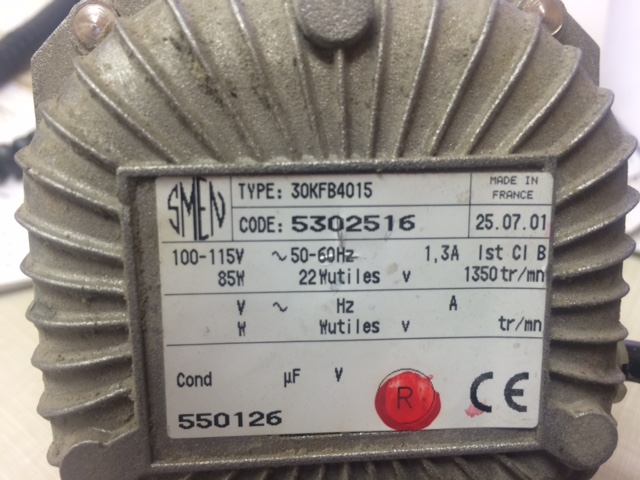 SMEN
TYPE: 30KFB4015
MADE IN FRANCE
CODE: 5302516
25.07.01
100-115V ~ 50-60Hz 1,3A Ist Cl B
85W 22Wutiles v 1350tr/mn
V ~ Hz A
W Wutiles v tr/mn
Cond µF V
R
CE
550126